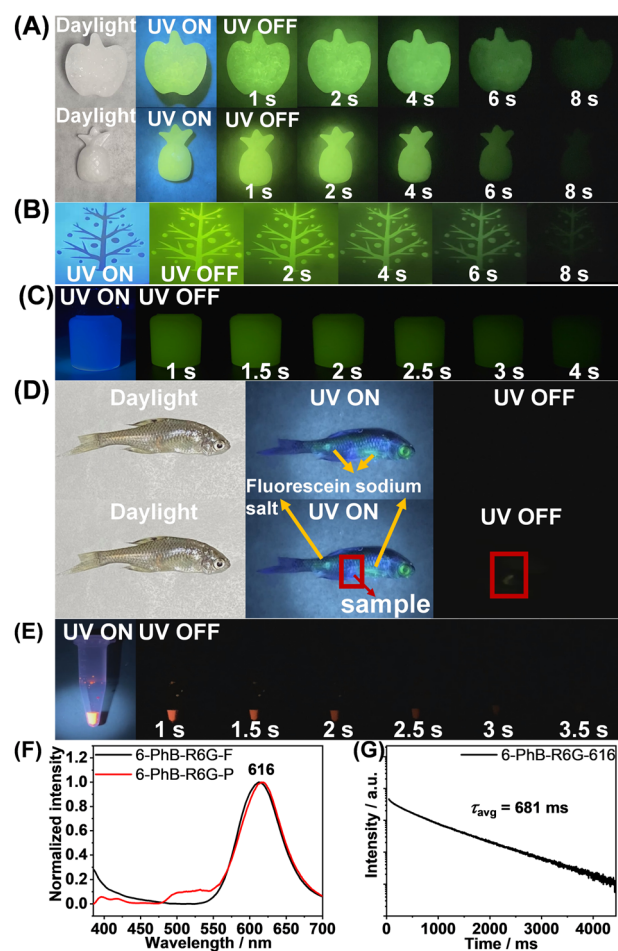 (A)
Daylight UV ON UV OFF
1 s 2 s 4 s 6 s 8 s
Daylight UV ON UV OFF
1 s 2 s 4 s 6 s 8 s
(B)
UV ON UV OFF 2 s 4 s 6 s 8 s
(C) UV ON UV OFF
1 s 1.5 s 2 s 2.5 s 3 s 4 s
(D)
Daylight UV ON UV OFF
Fluorescein sodium
salt
Daylight UV ON UV OFF
sample
(E) UV ON UV OFF
1 s 1.5 s 2 s 2.5 s 3 s 3.5 s
(F)
6-PhB-R6G-F
6-PhB-R6G-P
616
Normalized intensity
1.2
1.0
0.8
0.6
0.4
0.2
0.0
400 450 500 550 600 650 700
Wavelength / nm
(G)
6-PhB-R6G-616
τavg = 681 ms
Intensity / a.u.
0 1000 2000 3000 4000
Time / ms